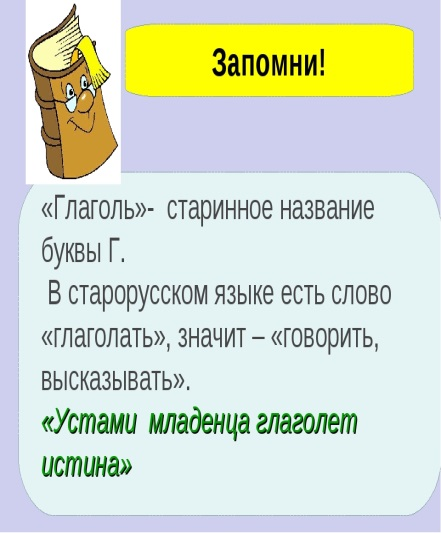 Запомни!
«Глаголь»-  старинное название
буквы Г.
В старорусском языке есть слово
«глаголать», значит – «говорить,
высказывать».
«Устами  младенца глаголет
истина»